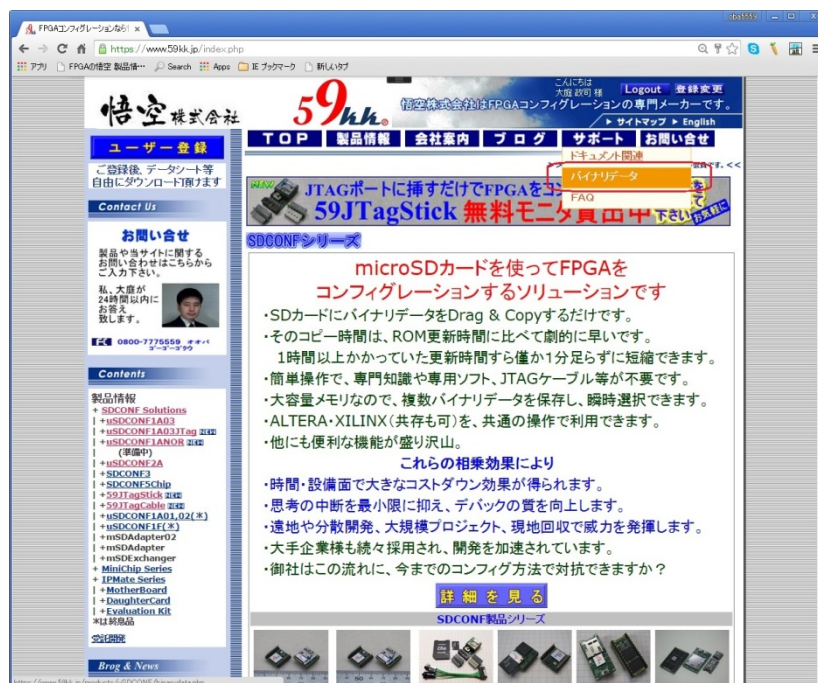 oba5559
FPGAコンフィグレーションなら!
https://www.59kk.jp/index.php
アプリ FPGAの悟空 製品情… Search Apps IE ブックマーク 新しいタブ
こんにちは
大庭 政司 様 Logout 登録変更
悟空株式会社はFPGAコンフィグレーションの専門メーカーです。
サイトマップ English
悟空株式会社 59kk.
TOP 製品情報 会社案内 ブログ サポート お問い合せ
ドキュメント関連
バイナリデータ
FAQ
ユーザー登録
ご登録後、データシート等
自由にダウンロード頂けます
JTAGポートに挿すだけでFPGAをコン
59JTagStick 無料モニタ貸出中
Contact Us
お問い合せ
製品や当サイトに関する
お問い合わせはこちらから
ご入力下さい。
私、大庭が
24時間以内に
お答え
致します。
0800-7775559 オオバ
ゴーゴーゴクウ
Contents
製品情報
+ SDCONF Solutions
| +uSDCONF1A03
| +uSDCONF1A03JTag
| +uSDCONF1ANOR
| (準備中)
| +uSDCONF2A
| +SDCONF3
| +SDCONF5Chip
| +59JTagStick
| +59JTagCable
| +uSDCONF1A01,02(*)
| +uSDCONF1F(*)
| +mSDAdapter02
| +mSDAdapter
| +mSDExchanger
+ MiniChip Series
+ IPMate Series
| +MotherBoard
| +DaughterCard
| +Evaluation Kit
*は終息品
受託開発
Brog & News
SDCONFシリーズ
microSDカードを使ってFPGAを
コンフィグレーションするソリューションです
・SDカードにバイナリデータをDrag & Copyするだけです。
・そのコピー時間は、ROM更新時間に比べて劇的に早いです。
1時間以上かかっていた更新時間すら僅か1分足らずに短縮できます。
・簡単操作で、専門知識や専用ソフト、JTAGケーブル等が不要です。
・大容量メモリなので、複数バイナリデータを保存し、瞬時選択できます。
・ALTERA・XILINX(共存も可)を、共通の操作で利用できます。
・他にも便利な機能が盛り沢山。
これらの相乗効果により
・時間・設備面で大きなコストダウン効果が得られます。
・思考の中断を最小限に抑え、デバックの質を向上します。
・遠地や分散開発、大規模プロジェクト、現地回収で威力を発揮します。
・大手企業様も続々採用され、開発を加速されています。
・御社はこの流れに、今までのコンフィグ方法で対抗できますか?
詳細を見る
SDCONF製品シリーズ